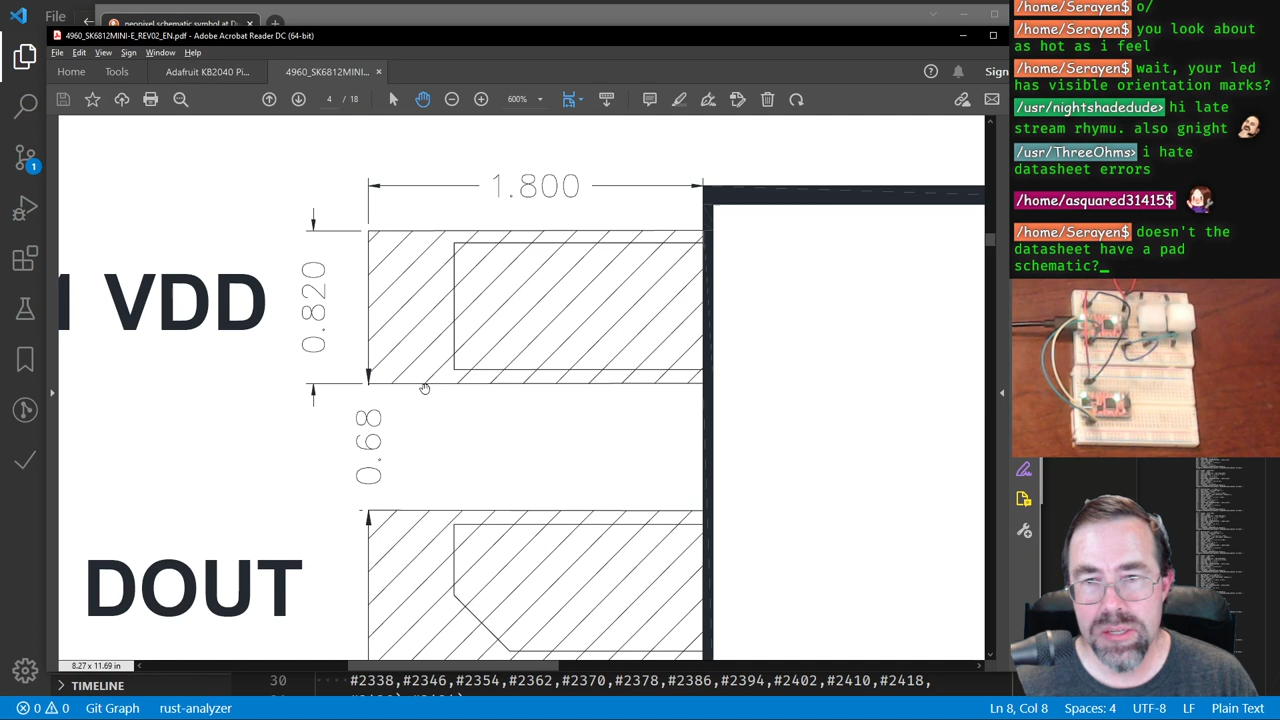 File
neopixel schematic symbol at D
4960_SK6812MINI-E_REV02_EN.pdf - Adobe Acrobat Reader DC (64-bit)
File Edit View Sign Window Help
Home Tools Adafruit KB2040 Pi... 4960_SK6812MINI... × Sign
4 / 18 600%
1
1.800
0.820
VDD
0.68
DOUT
8.27 x 11.69 in
TIMELINE
30 #2338,#2346,#2354,#2362,#2370,#2378,#2386,#2394,#2402,#2410,#2418,
0 0 Git Graph rust-analyzer Ln 8, Col 8 Spaces: 4 UTF-8 LF Plain Text
/home/Serayen$ o/
/home/Serayen$ you look about
as hot as i feel
/home/Serayen$ wait, your led
has visible orientation marks?
/usr/nightshadedude> hi late
stream rhymu. also gnight
/usr/ThreeOhms> i hate
datasheet errors
/home/asquared31415$
/home/Serayen$ doesn't the
datasheet have a pad
schematic?_